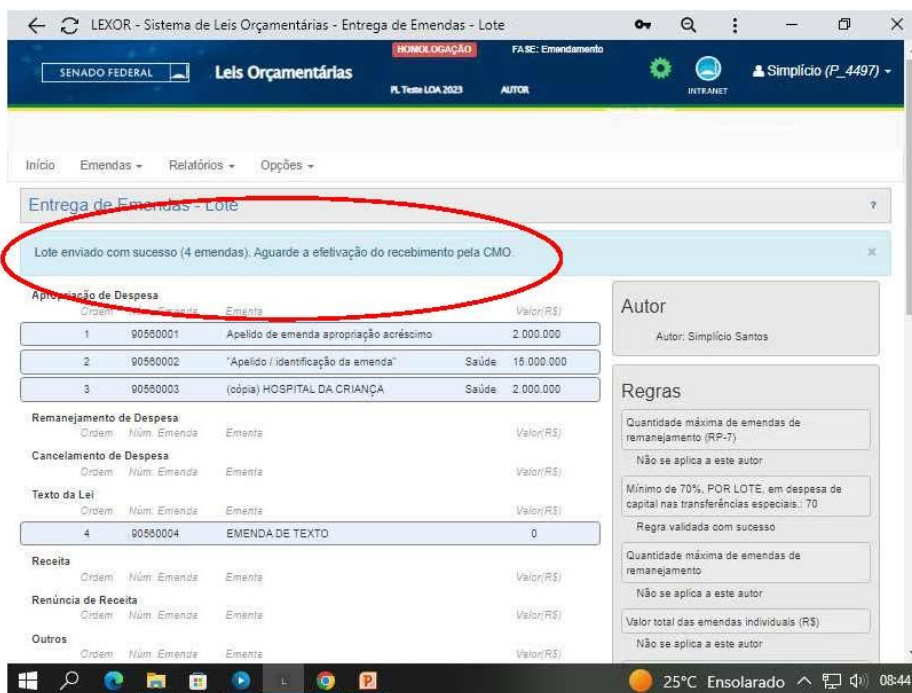 LEXOR - Sistema de Leis Orçamentárias - Entrega de Emendas - Lote
HOMOLOGAÇÃO FASE: Emendamento
SENADO FEDERAL Leis Orçamentárias
PL Teste LOA 2023 AUTOR
INTRANET
Simplício (P_4497)
Início Emendas Relatórios Opções
Entrega de Emendas - Lote ?
Lote enviado com sucesso (4 emendas). Aguarde a efetivação do recebimento pela CMO. ×
Apropriação de Despesa
Ordem Núm. Emenda Ementa Valor(R$)
1 90560001 Apelido de emenda apropriação acréscimo 2.000.000
2 90560002 "Apelido / identificação da emenda" Saúde 15.000.000
3 90560003 (cópia) HOSPITAL DA CRIANÇA Saúde 2.000.000
Remanejamento de Despesa
Ordem Núm. Emenda Ementa Valor(R$)
Cancelamento de Despesa
Ordem Núm. Emenda Ementa Valor(R$)
Texto da Lei
Ordem Núm. Emenda Ementa Valor(R$)
4 90560004 EMENDA DE TEXTO 0
Receita
Ordem Núm. Emenda Ementa Valor(R$)
Renúncia de Receita
Ordem Núm. Emenda Ementa Valor(R$)
Outros
Ordem Núm. Emenda Ementa Valor(R$)
Autor
Autor: Simplício Santos
Regras
Quantidade máxima de emendas de
remanejamento (RP-7)
Não se aplica a este autor
Mínimo de 70%, POR LOTE, em despesa de
capital nas transferências especiais.: 70
Regra validada com sucesso
Quantidade máxima de emendas de
remanejamento
Não se aplica a este autor
Valor total das emendas individuais (R$)
Não se aplica a este autor
25°C Ensolarado 08:44